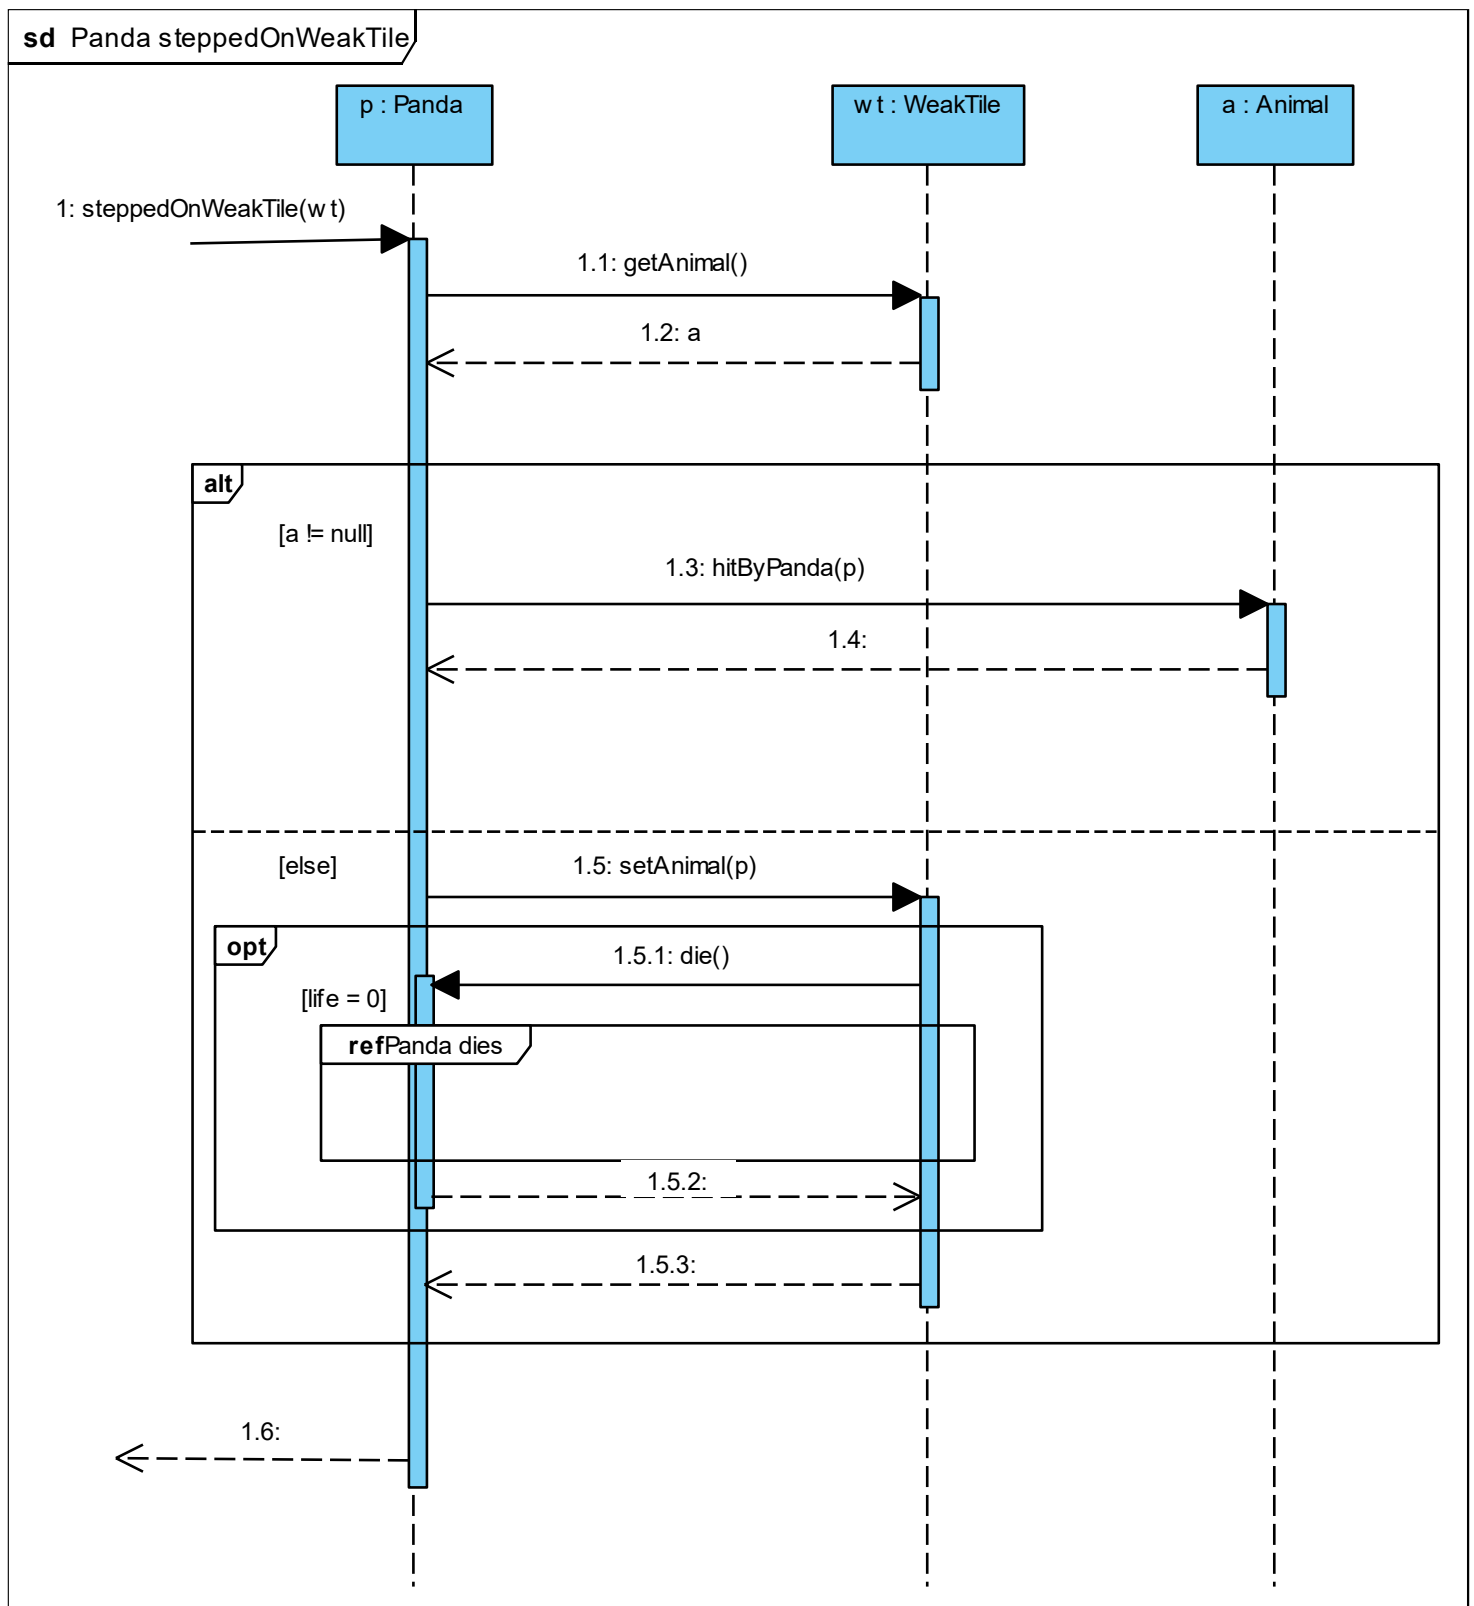 sd Panda steppedOnWeakTile
p : Panda
wt : WeakTile
a : Animal
1: steppedOnWeakTile(wt)
1.1: getAnimal()
1.2: a
alt
[a != null]
1.3: hitByPanda(p)
1.4:
[else]
1.5: setAnimal(p)
opt
1.5.1: die()
[life = 0]
refPanda dies
1.5.2:
1.5.3:
1.6: